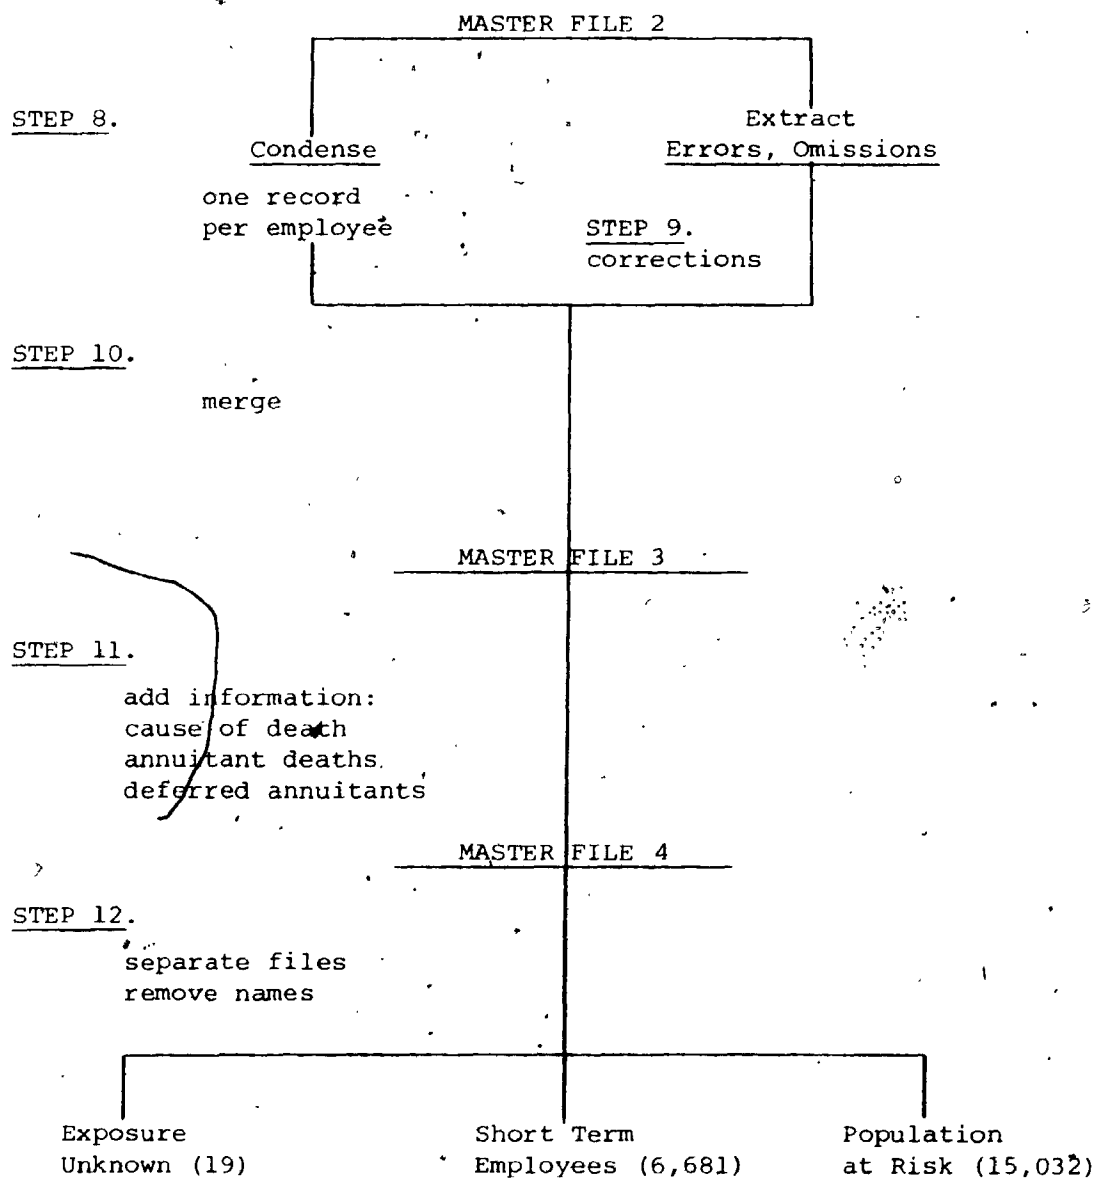 MASTER FILE 2
STEP 8.
Condense
one record
per employee
Extract
Errors, Omissions
STEP 9.
corrections
STEP 10.
merge
MASTER FILE 3
STEP 11.
add information:
cause of death
annuitant deaths
deferred annuitants
MASTER FILE 4
STEP 12.
separate files
remove names
Exposure
Unknown (19)
Short Term
Employees (6,681)
Population
at Risk (15,032)